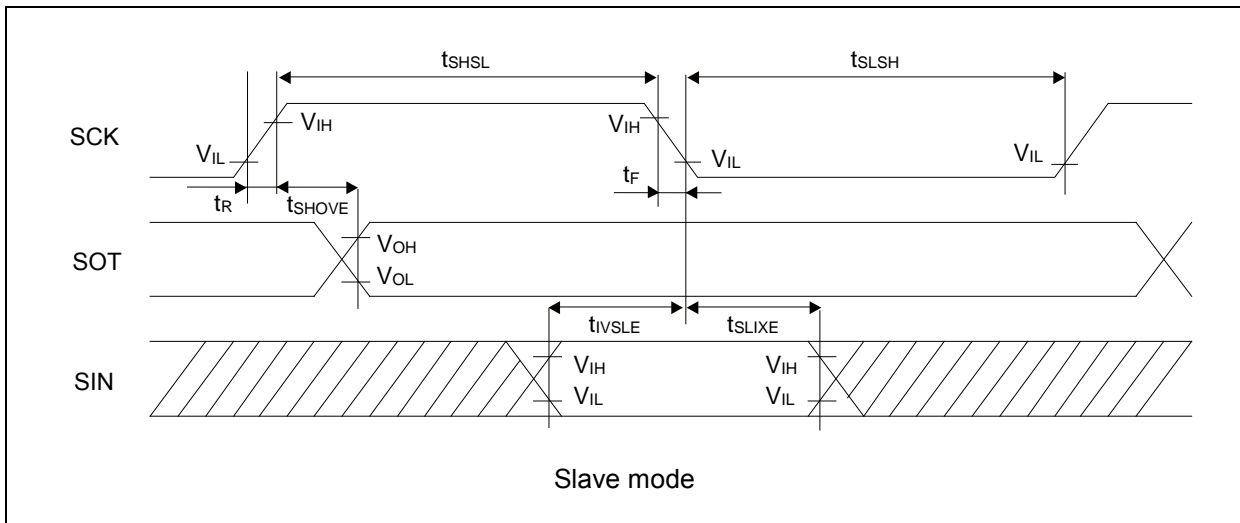 tSHSL
tSLSH
SCK
VIH
VIH
VIL
VIL
VIL
tF
tR
tSHOVE
SOT
VOH
VOL
tIVSLE
tSLIXE
SIN
VIH
VIH
VIL
VIL
Slave mode